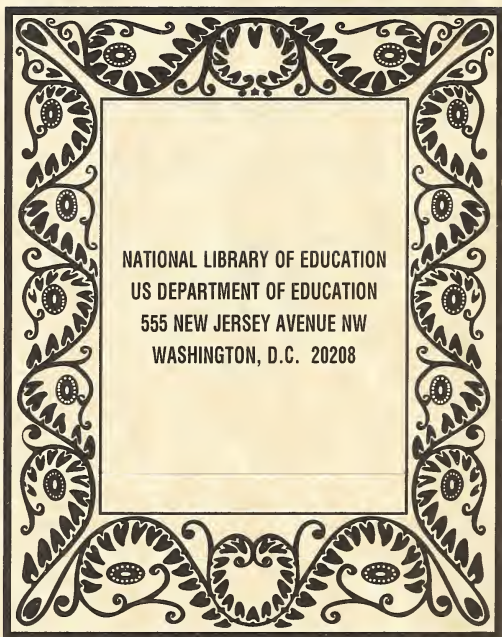 NATIONAL LIBRARY OF EDUCATION
US DEPARTMENT OF EDUCATION
555 NEW JERSEY AVENUE NW
WASHINGTON, D.C. 20208